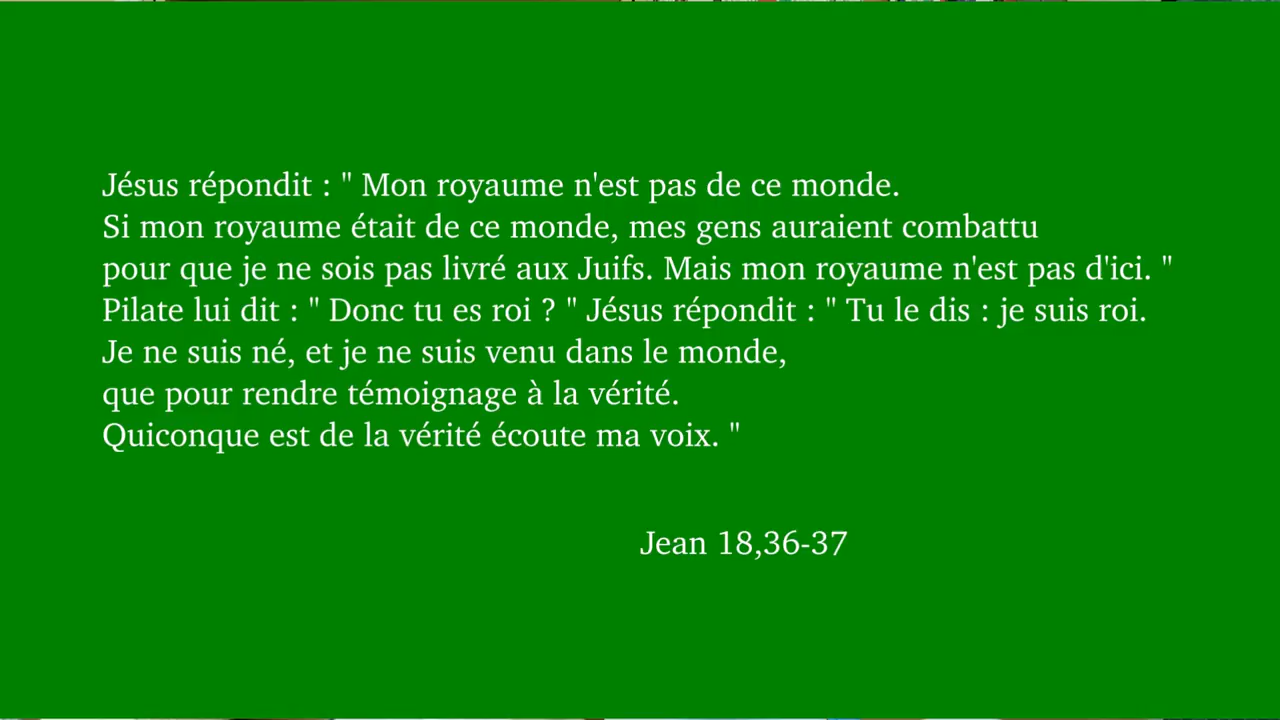 Jésus répondit : " Mon royaume n'est pas de ce monde.
Si mon royaume était de ce monde, mes gens auraient combattu
pour que je ne sois pas livré aux Juifs. Mais mon royaume n'est pas d'ici. "
Pilate lui dit : " Donc tu es roi ? " Jésus répondit : " Tu le dis : je suis roi.
Je ne suis né, et je ne suis venu dans le monde,
que pour rendre témoignage à la vérité.
Quiconque est de la vérité écoute ma voix. "
Jean 18,36-37